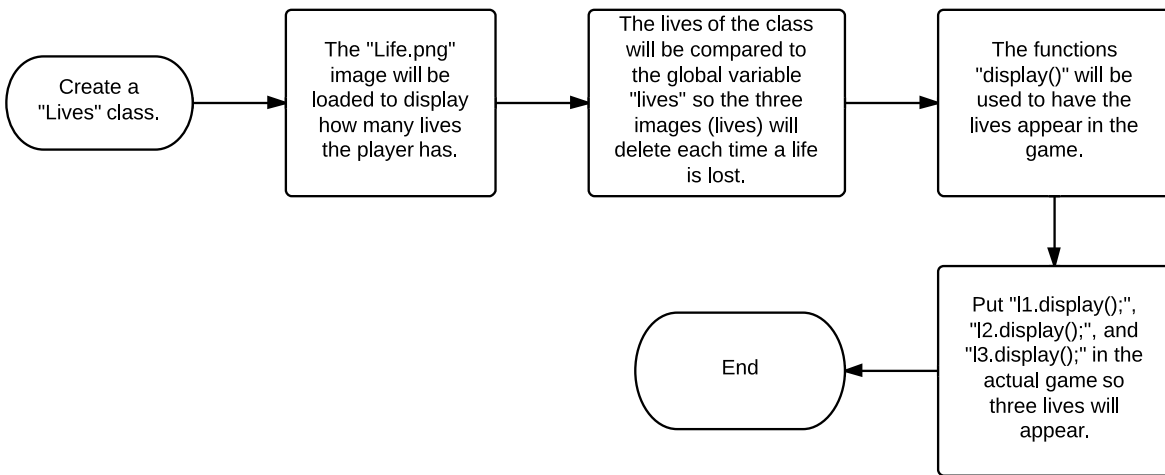 Create a
"Lives" class.
The "Life.png"
image will be
loaded to display
how many lives
the player has.
The lives of the class
will be compared to
the global variable
"lives" so the three
images (lives) will
delete each time a life
is lost.
The functions
"display()" will be
used to have the
lives appear in the
game.
Put "l1.display();",
"l2.display();", and
"l3.display();" in the
actual game so
three lives will
appear.
End